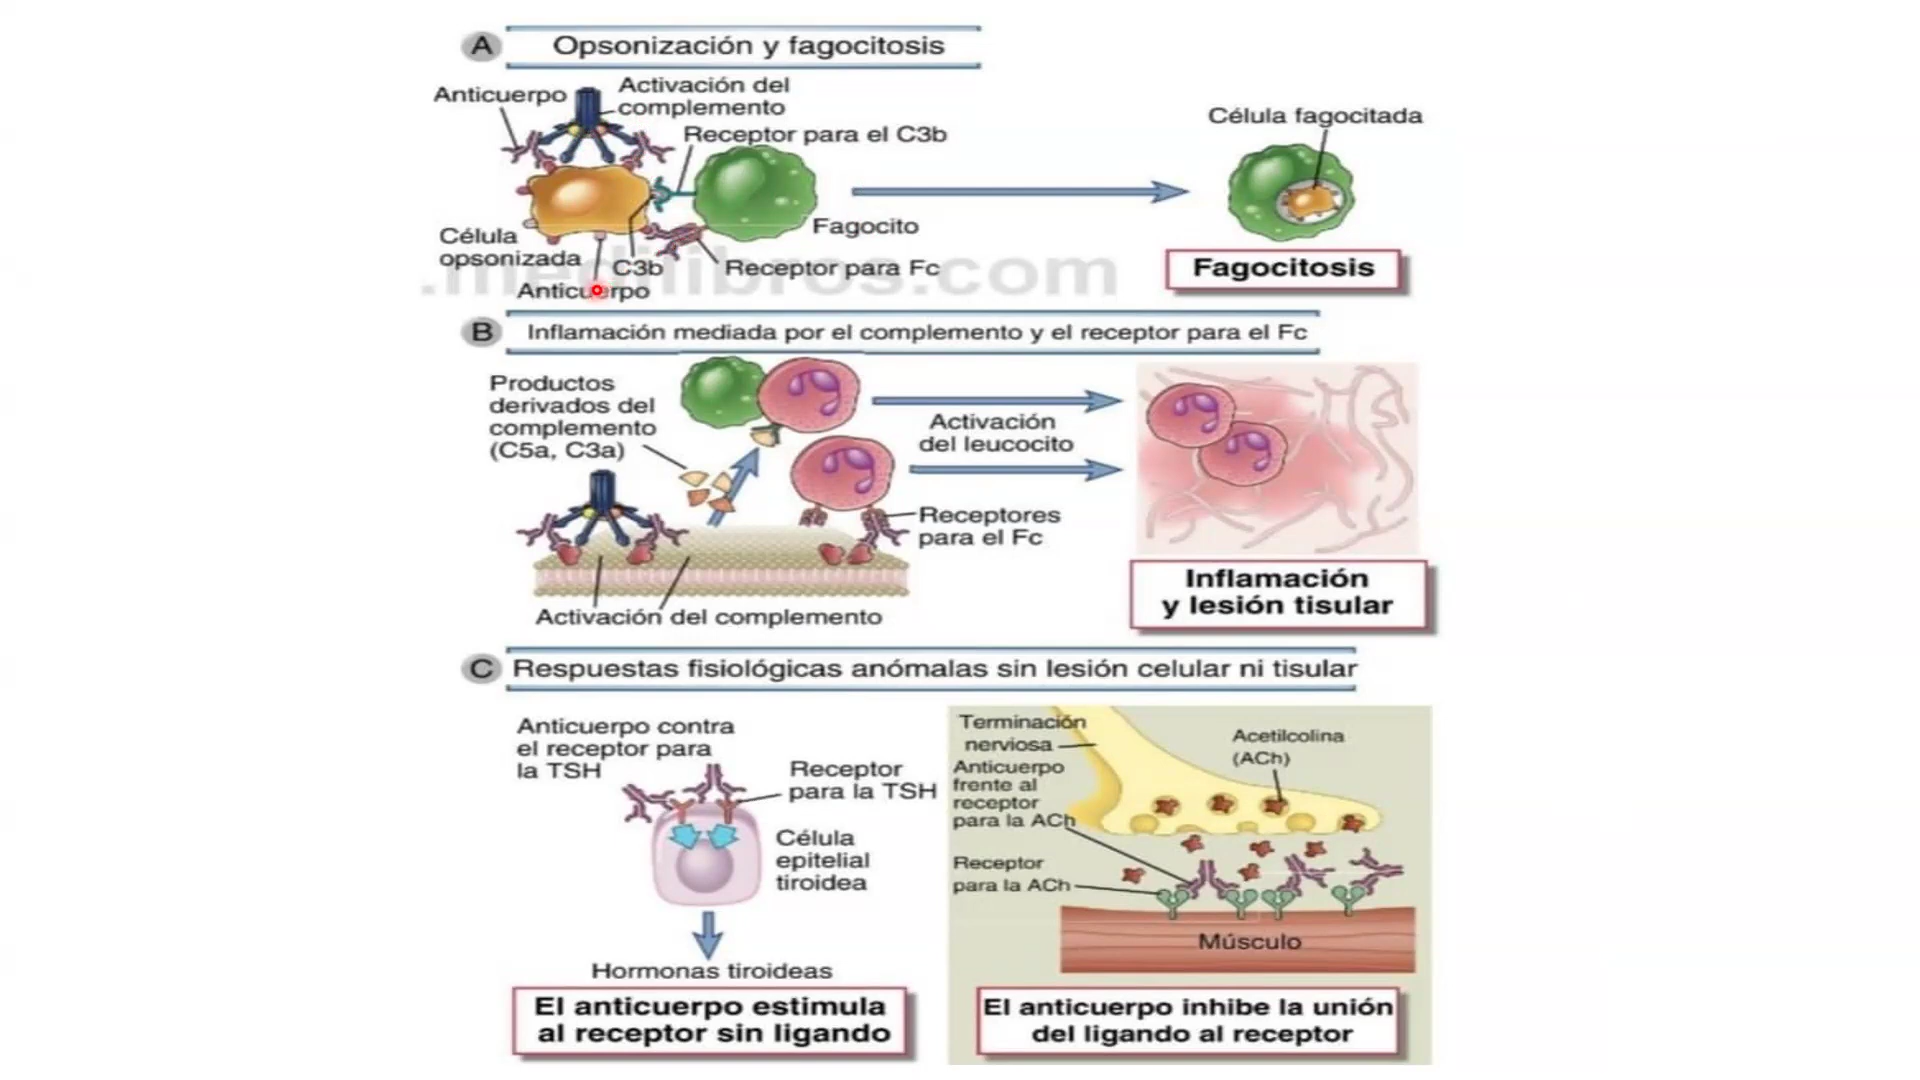 A Opsonización y fagocitosis
Anticuerpo
Activación del
complemento
Receptor para el C3b
Célula fagocitada
Célula
opsonizada
C3b
Anticuerpo
Fagocito
Receptor para Fc
.medilibros.com
Fagocitosis
B Inflamación mediada por el complemento y el receptor para el Fc
Productos
derivados del
complemento
(C5a, C3a)
Activación
del leucocito
Receptores
para el Fc
Activación del complemento
Inflamación
y lesión tisular
C Respuestas fisiológicas anómalas sin lesión celular ni tisular
Anticuerpo contra
el receptor para
la TSH
Receptor
para la TSH
Célula
epitelial
tiroidea
Hormonas tiroideas
El anticuerpo estimula
al receptor sin ligando
Terminación
nerviosa
Acetilcolina
(ACh)
Anticuerpo
frente al
receptor
para la ACh
Receptor
para la ACh
Músculo
El anticuerpo inhibe la unión
del ligando al receptor